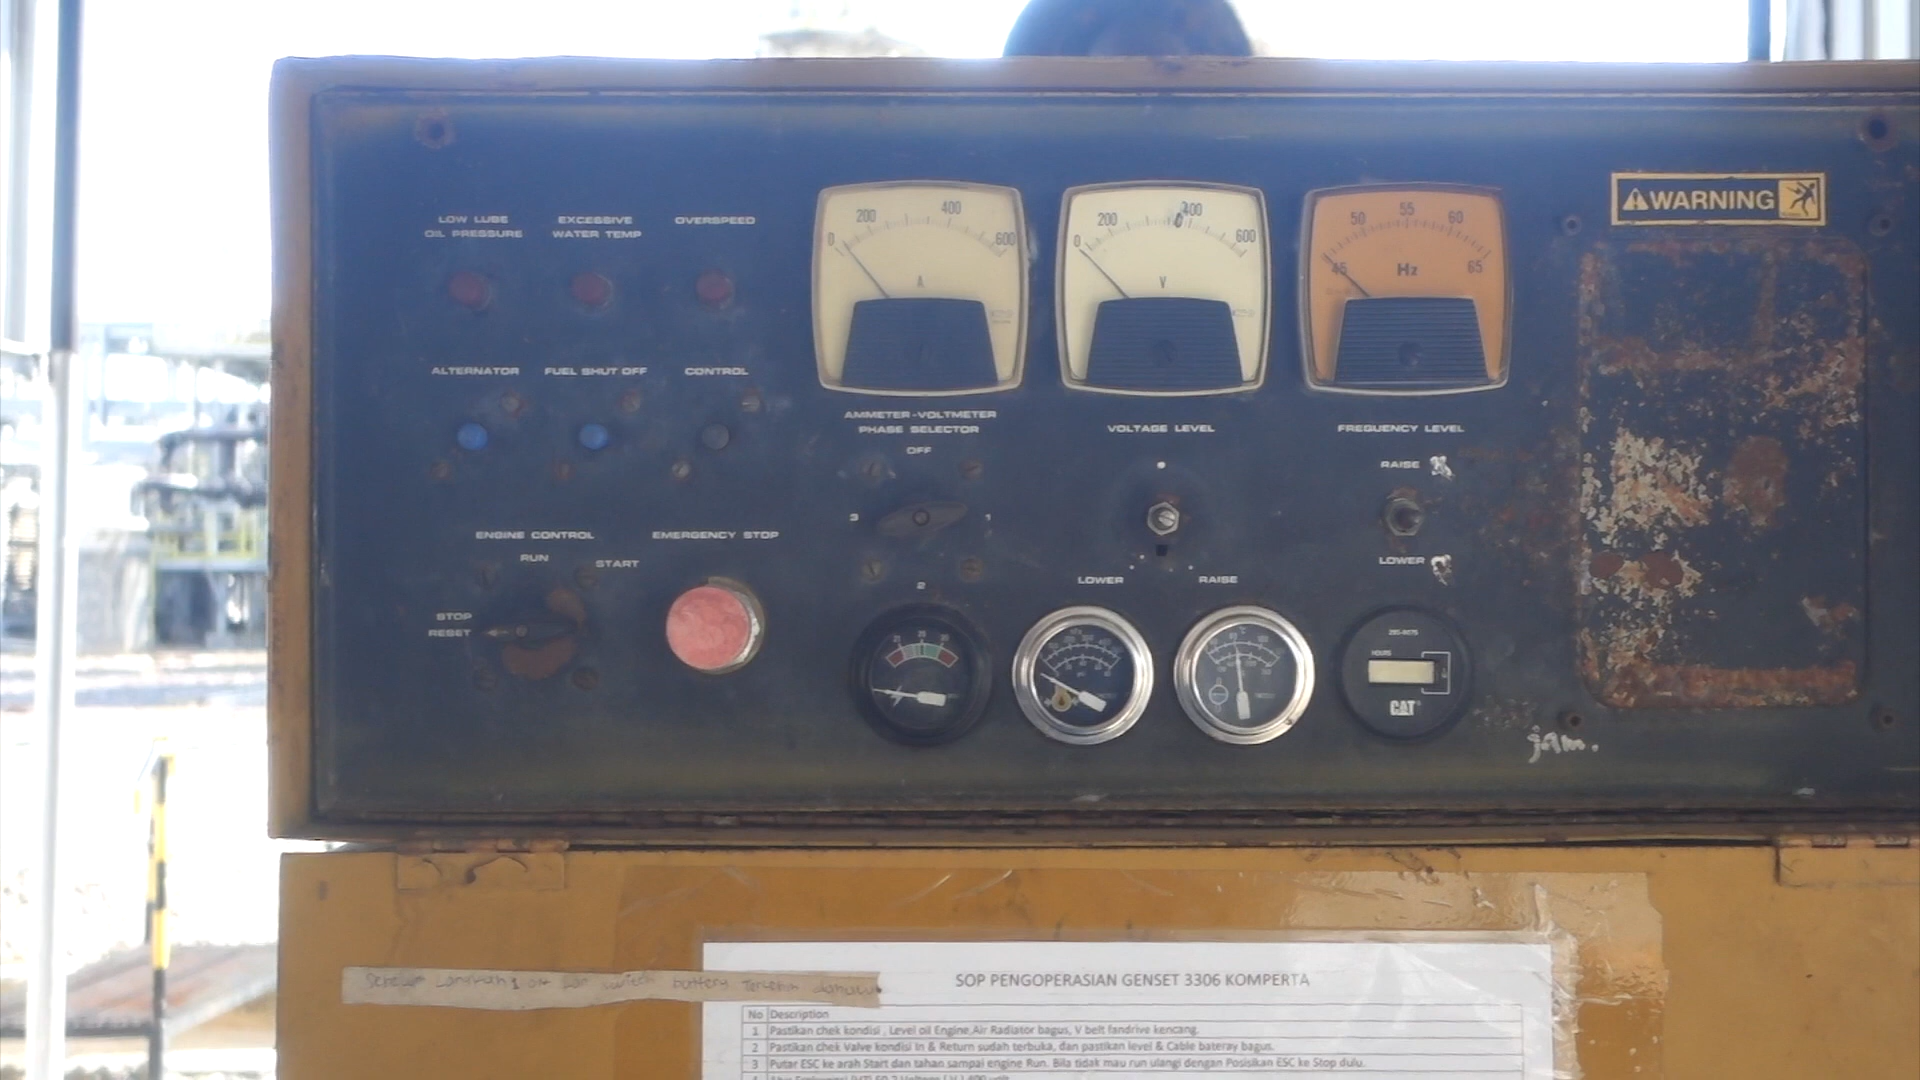 WARNING
LOW LUBE
OIL PRESSURE
EXCESSIVE
WATER TEMP
OVERSPEED
0 200 400 600
A
0 200 400 600
V
45 50 55 60 65
Hz
ALTERNATOR
FUEL SHUT OFF
CONTROL
AMMETER-VOLTMETER
PHASE SELECTOR
OFF
3
1
2
VOLTAGE LEVEL
LOWER
RAISE
FREQUENCY LEVEL
RAISE
LOWER
ENGINE CONTROL
RUN
START
STOP
RESET
EMERGENCY STOP
HOURS
CAT
jam.
switch battery
SOP PENGOPERASIAN GENSET 3306 KOMPERTA
No Description
1 Pastikan chek kondisi , Level oil Engine,Air Radiator bagus, V belt fandrive kencang.
2 Pastikan chek Valve kondisi In & Return sudah terbuka, dan pastikan level & Cable bateray bagus.
3 Putar ESC ke arah Start dan tahan sampai engine Run. Bila tidak mau run ulangi dengan Posisikan ESC ke Stop dulu.